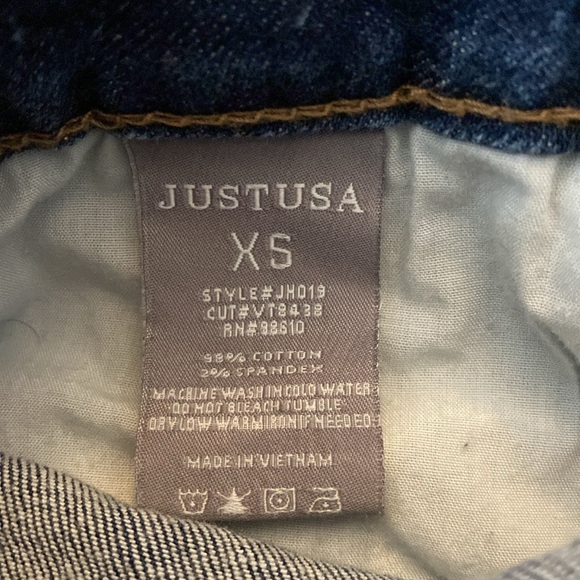 JUSTUSA
XS
STYLE#JH019
CUT#VT8438
RN#98610
98% COTTON
2% SPANDEX
MACHINE WASH IN COLD WATER
DO NOT BLEACH TUMBLE
DRY LOW WARM IRON IF NEEDED
MADE IN VIETNAM